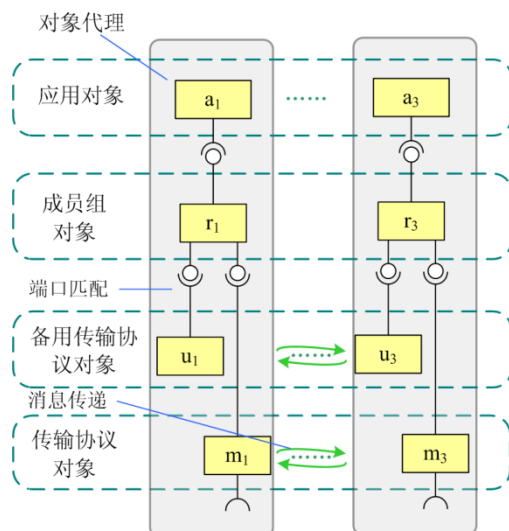 对象代理
应用对象
a1
......
a3
成员组
对象
r1
r3
端口匹配
备用传输协
议对象
u1
......
u3
消息传递
传输协议
对象
m1
......
m3